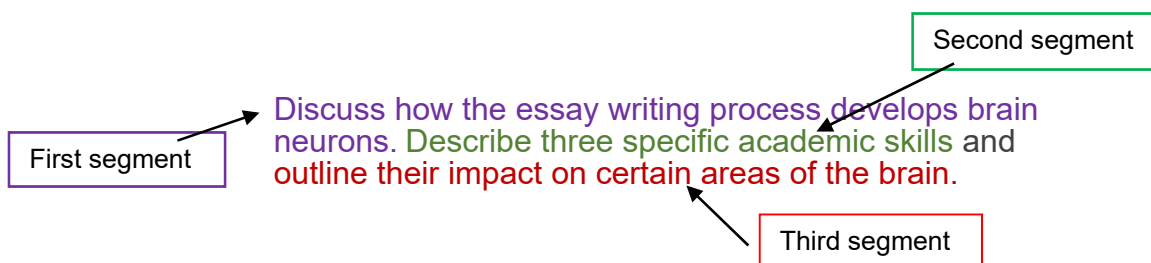 Second segment
Discuss how the essay writing process develops brain
neurons. Describe three specific academic skills and
First segment
outline their impact on certain areas of the brain.
Third segment